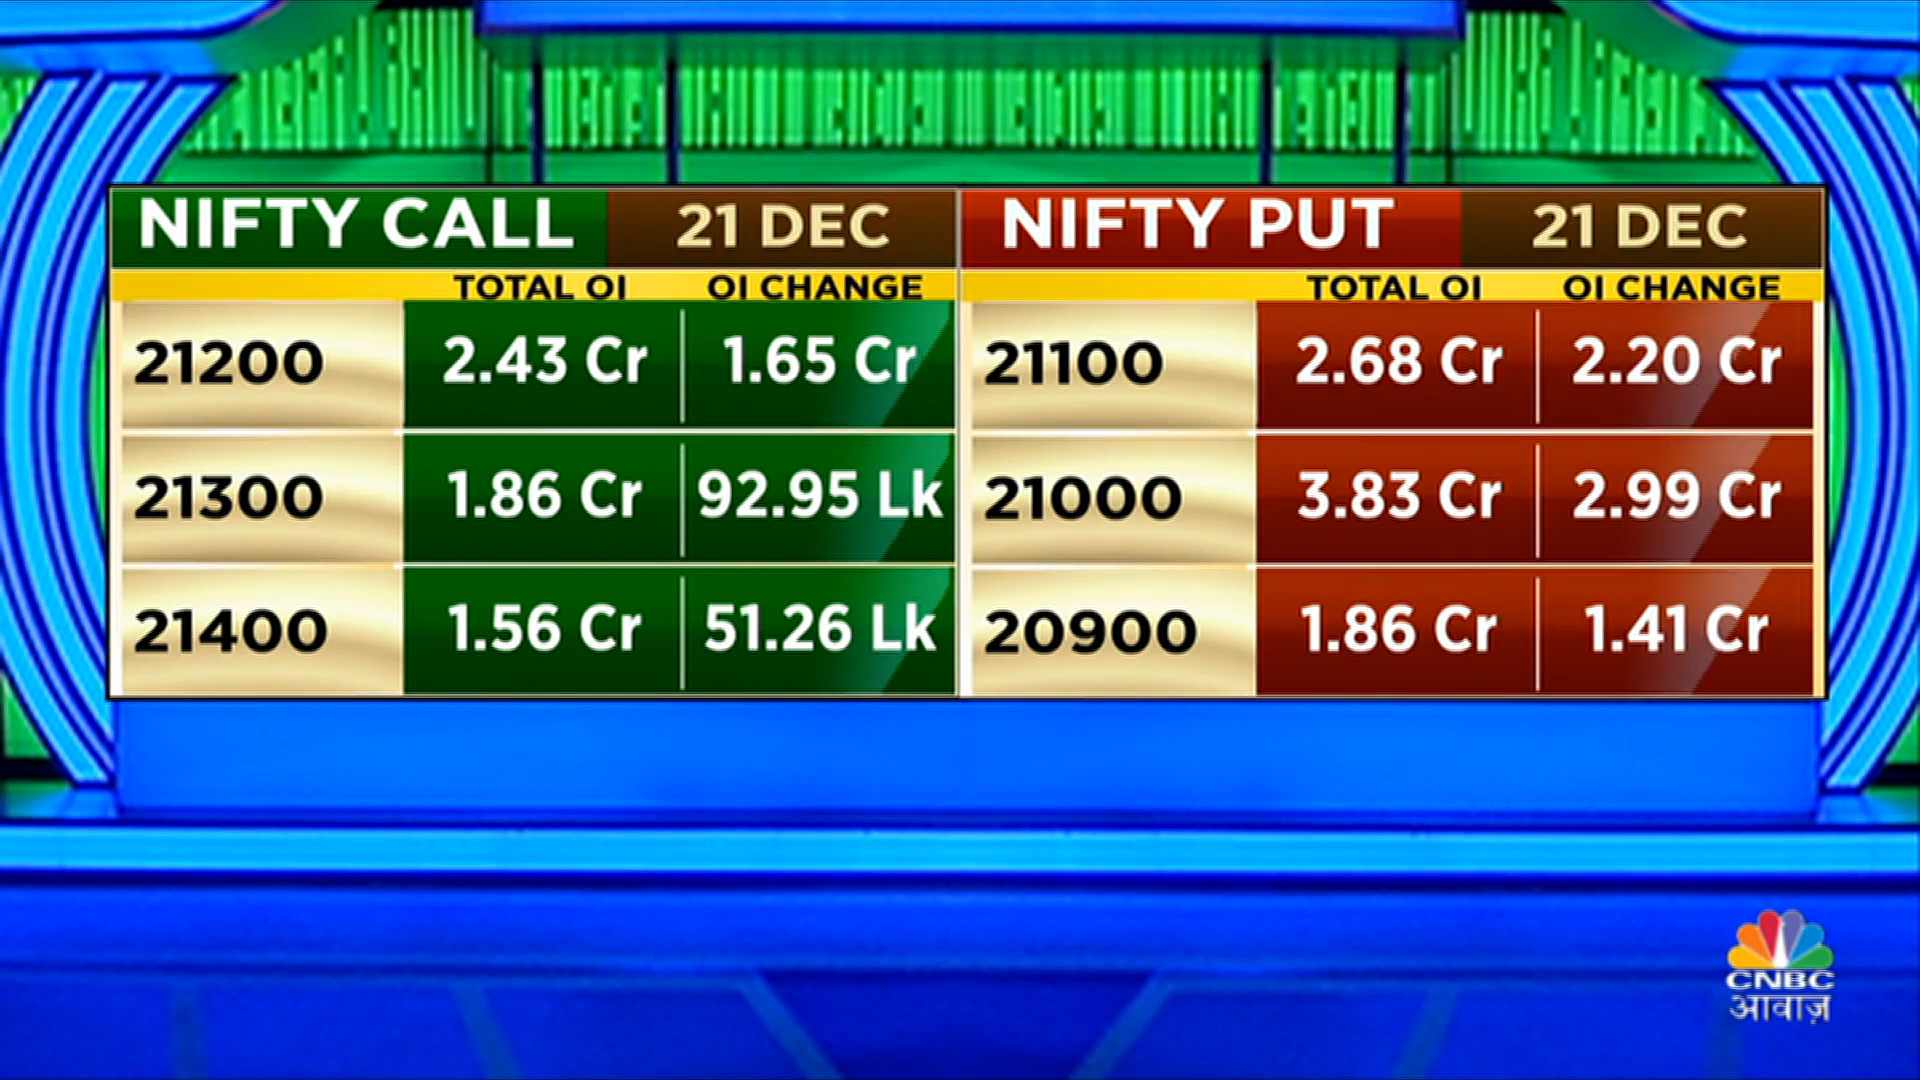 NIFTY CALL 21 DEC NIFTY PUT 21 DEC
TOTAL OI OI CHANGE TOTAL OI OI CHANGE
21200 2.43 Cr 1.65 Cr 21100 2.68 Cr 2.20 Cr
21300 1.86 Cr 92.95 Lk 21000 3.83 Cr 2.99 Cr
21400 1.56 Cr 51.26 Lk 20900 1.86 Cr 1.41 Cr
CNBC
आवाज़